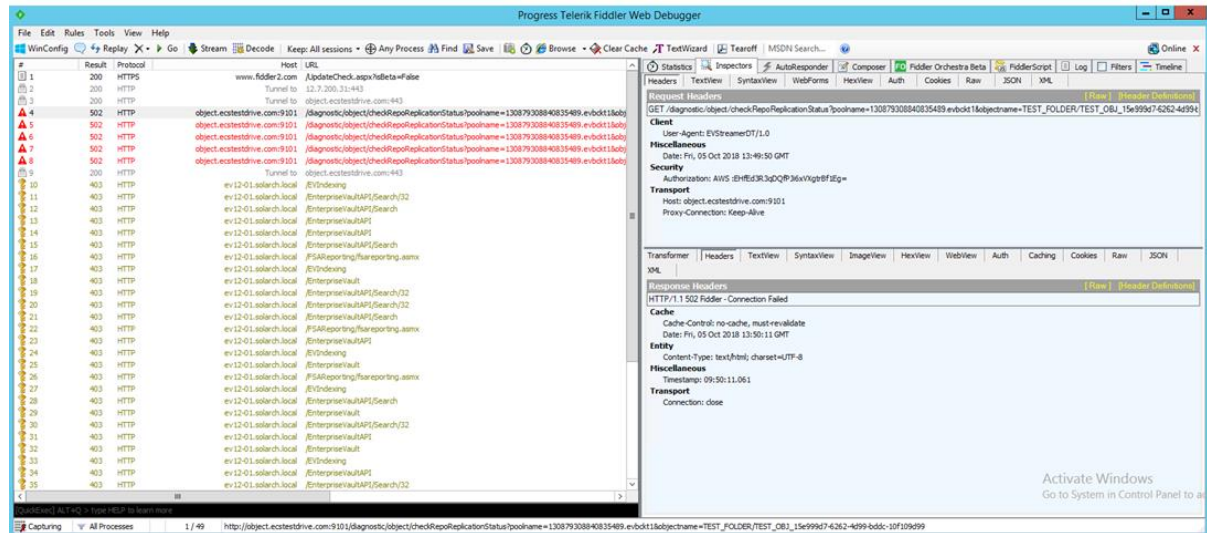 Progress Telerik Fiddler Web Debugger
File Edit Rules Tools View Help
WinConfig Replay X Go Stream Decode Keep: All sessions Any Process Find Save Browse Clear Cache TextWizard Tearoff MSDN Search... Online X
# Result Protocol Host URL
1 200 HTTPS www.fiddler2.com /UpdateCheck.aspx?isBeta=False
2 200 HTTP Tunnel to 12.7.200.31:443
3 200 HTTP Tunnel to object.ecstestdrive.com:443
4 502 HTTP object.ecstestdrive.com:9101 /diagnostic/object/checkRepoReplicationStatus?poolname=130879308840835489.evbckt1&obj
5 502 HTTP object.ecstestdrive.com:9101 /diagnostic/object/checkRepoReplicationStatus?poolname=130879308840835489.evbckt1&obj
6 502 HTTP object.ecstestdrive.com:9101 /diagnostic/object/checkRepoReplicationStatus?poolname=130879308840835489.evbckt1&obj
7 502 HTTP object.ecstestdrive.com:9101 /diagnostic/object/checkRepoReplicationStatus?poolname=130879308840835489.evbckt1&obj
8 502 HTTP object.ecstestdrive.com:9101 /diagnostic/object/checkRepoReplicationStatus?poolname=130879308840835489.evbckt1&obj
9 200 HTTP Tunnel to object.ecstestdrive.com:443
10 403 HTTP ev12-01.solarch.local /EVIndexing
11 403 HTTP ev12-01.solarch.local /EnterpriseVaultAPI/Search/32
12 403 HTTP ev12-01.solarch.local /EnterpriseVaultAPI/Search
13 403 HTTP ev12-01.solarch.local /EnterpriseVaultAPI
14 403 HTTP ev12-01.solarch.local /EnterpriseVaultAPI
15 403 HTTP ev12-01.solarch.local /EnterpriseVaultAPI/Search
16 403 HTTP ev12-01.solarch.local /FSAReporting/fsareporting.asmx
17 403 HTTP ev12-01.solarch.local /EVIndexing
18 403 HTTP ev12-01.solarch.local /EnterpriseVault
19 403 HTTP ev12-01.solarch.local /EnterpriseVaultAPI/Search/32
20 403 HTTP ev12-01.solarch.local /EnterpriseVaultAPI/Search/32
21 403 HTTP ev12-01.solarch.local /EnterpriseVaultAPI/Search
22 403 HTTP ev12-01.solarch.local /FSAReporting/fsareporting.asmx
23 403 HTTP ev12-01.solarch.local /EnterpriseVaultAPI
24 403 HTTP ev12-01.solarch.local /EVIndexing
25 403 HTTP ev12-01.solarch.local /EnterpriseVault
26 403 HTTP ev12-01.solarch.local /FSAReporting/fsareporting.asmx
27 403 HTTP ev12-01.solarch.local /EVIndexing
28 403 HTTP ev12-01.solarch.local /EnterpriseVaultAPI/Search
29 403 HTTP ev12-01.solarch.local /EnterpriseVault
30 403 HTTP ev12-01.solarch.local /EnterpriseVaultAPI/Search/32
31 403 HTTP ev12-01.solarch.local /EnterpriseVaultAPI
32 403 HTTP ev12-01.solarch.local /EnterpriseVault
33 403 HTTP ev12-01.solarch.local /EVIndexing
34 403 HTTP ev12-01.solarch.local /EnterpriseVaultAPI
35 403 HTTP ev12-01.solarch.local /EnterpriseVaultAPI/Search/32
[QuickExec] ALT+Q > type HELP to learn more
Statistics Inspectors AutoResponder Composer FO Fiddler Orchestra Beta FiddlerScript Log Filters Timeline
Headers TextView SyntaxView WebForms HexView Auth Cookies Raw JSON XML
Request Headers [Raw] [Header Definitions]
GET /diagnostic/object/checkRepoReplicationStatus?poolname=130879308840835489.evbckt1&objectname=TEST_FOLDER/TEST_OBJ_15e999d7-6262-4d99-b
Client
User-Agent: EVStreamerDT/1.0
Miscellaneous
Date: Fri, 05 Oct 2018 13:49:50 GMT
Security
Authorization: AWS :EHfEd3R3qDQfP36xVXgtrBf1Eg=
Transport
Host: object.ecstestdrive.com:9101
Proxy-Connection: Keep-Alive
Transformer Headers TextView SyntaxView ImageView HexView WebView Auth Caching Cookies Raw JSON
XML
Response Headers [Raw] [Header Definitions]
HTTP/1.1 502 Fiddler - Connection Failed
Cache
Cache-Control: no-cache, must-revalidate
Date: Fri, 05 Oct 2018 13:50:11 GMT
Entity
Content-Type: text/html; charset=UTF-8
Miscellaneous
Timestamp: 09:50:11.061
Transport
Connection: close
Activate Windows
Go to System in Control Panel to ac
Capturing All Processes 1 / 49 http://object.ecstestdrive.com:9101/diagnostic/object/checkRepoReplicationStatus?poolname=130879308840835489.evbckt1&objectname=TEST_FOLDER/TEST_OBJ_15e999d7-6262-4d99-bddc-10f109d99